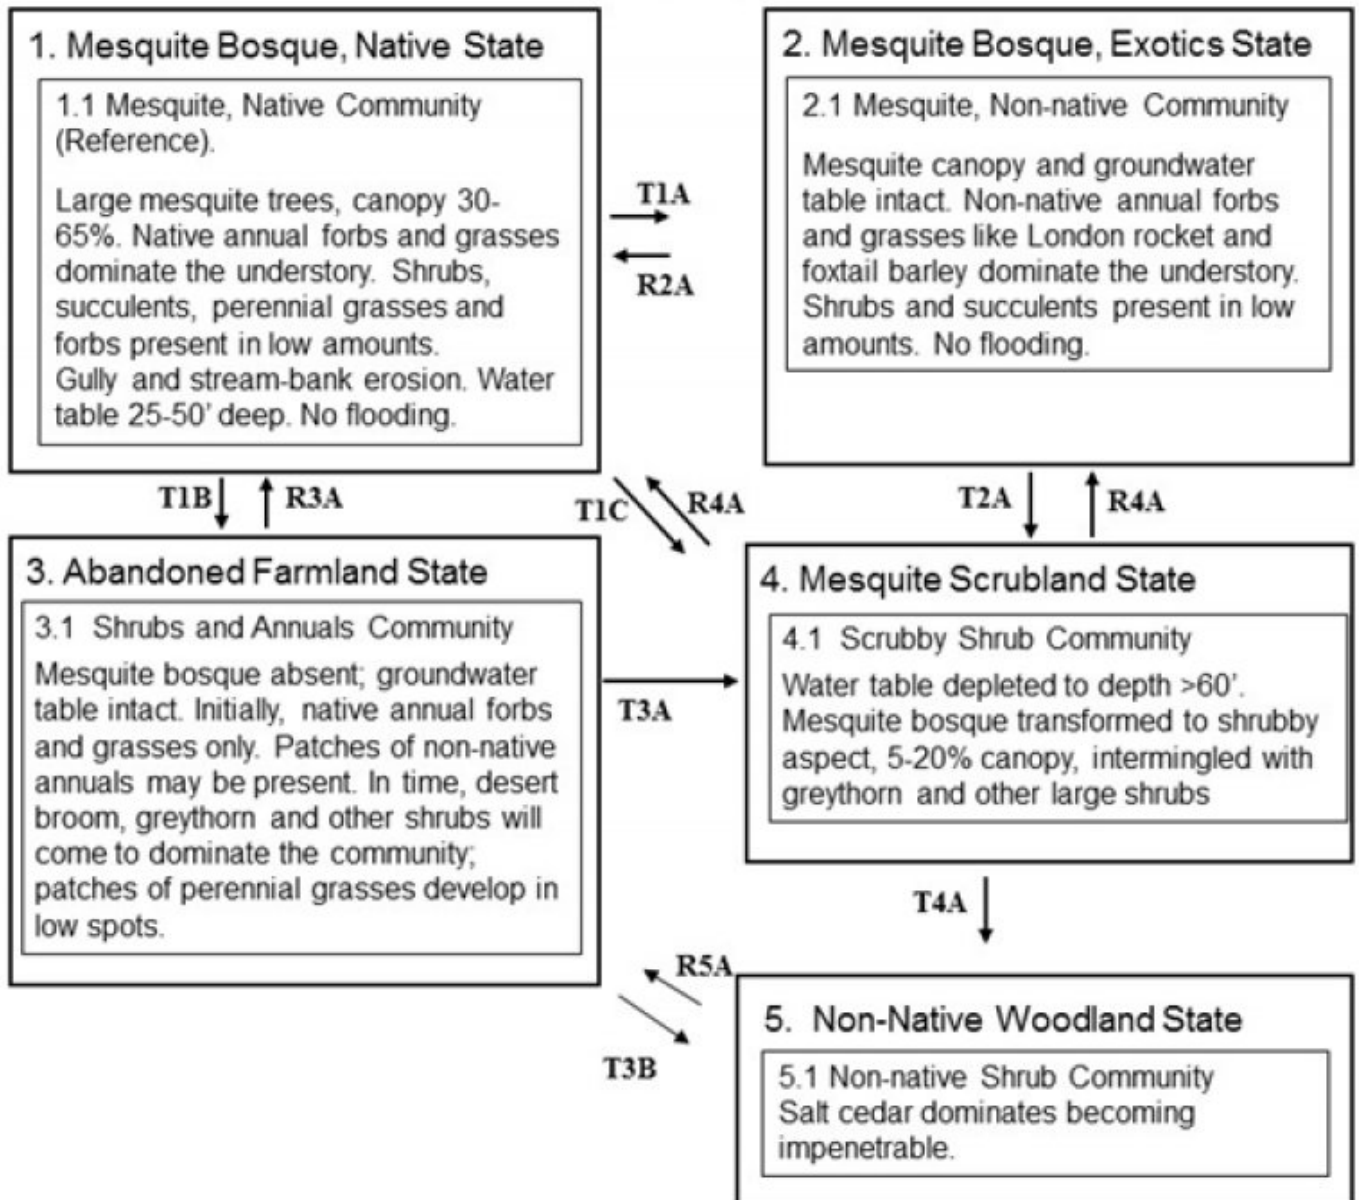 1. Mesquite Bosque, Native State
1.1 Mesquite, Native Community
(Reference).
Large mesquite trees, canopy 30-
65%. Native annual forbs and grasses
dominate the understory. Shrubs,
succulents, perennial grasses and
forbs present in low amounts.
Gully and stream-bank erosion. Water
table 25-50' deep. No flooding.
T1A
R2A
2. Mesquite Bosque, Exotics State
2.1 Mesquite, Non-native Community
Mesquite canopy and groundwater
table intact. Non-native annual forbs
and grasses like London rocket and
foxtail barley dominate the understory.
Shrubs and succulents present in low
amounts. No flooding.
T1B
R3A
T1C
R4A
T2A
R4A
3. Abandoned Farmland State
3.1 Shrubs and Annuals Community
Mesquite bosque absent; groundwater
table intact. Initially, native annual forbs
and grasses only. Patches of non-native
annuals may be present. In time, desert
broom, greythorn and other shrubs will
come to dominate the community;
patches of perennial grasses develop in
low spots.
T3A
4. Mesquite Scrubland State
4.1 Scrubby Shrub Community
Water table depleted to depth >60'.
Mesquite bosque transformed to shrubby
aspect, 5-20% canopy, intermingled with
greythorn and other large shrubs
T4A
R5A
T3B
5. Non-Native Woodland State
5.1 Non-native Shrub Community
Salt cedar dominates becoming
impenetrable.